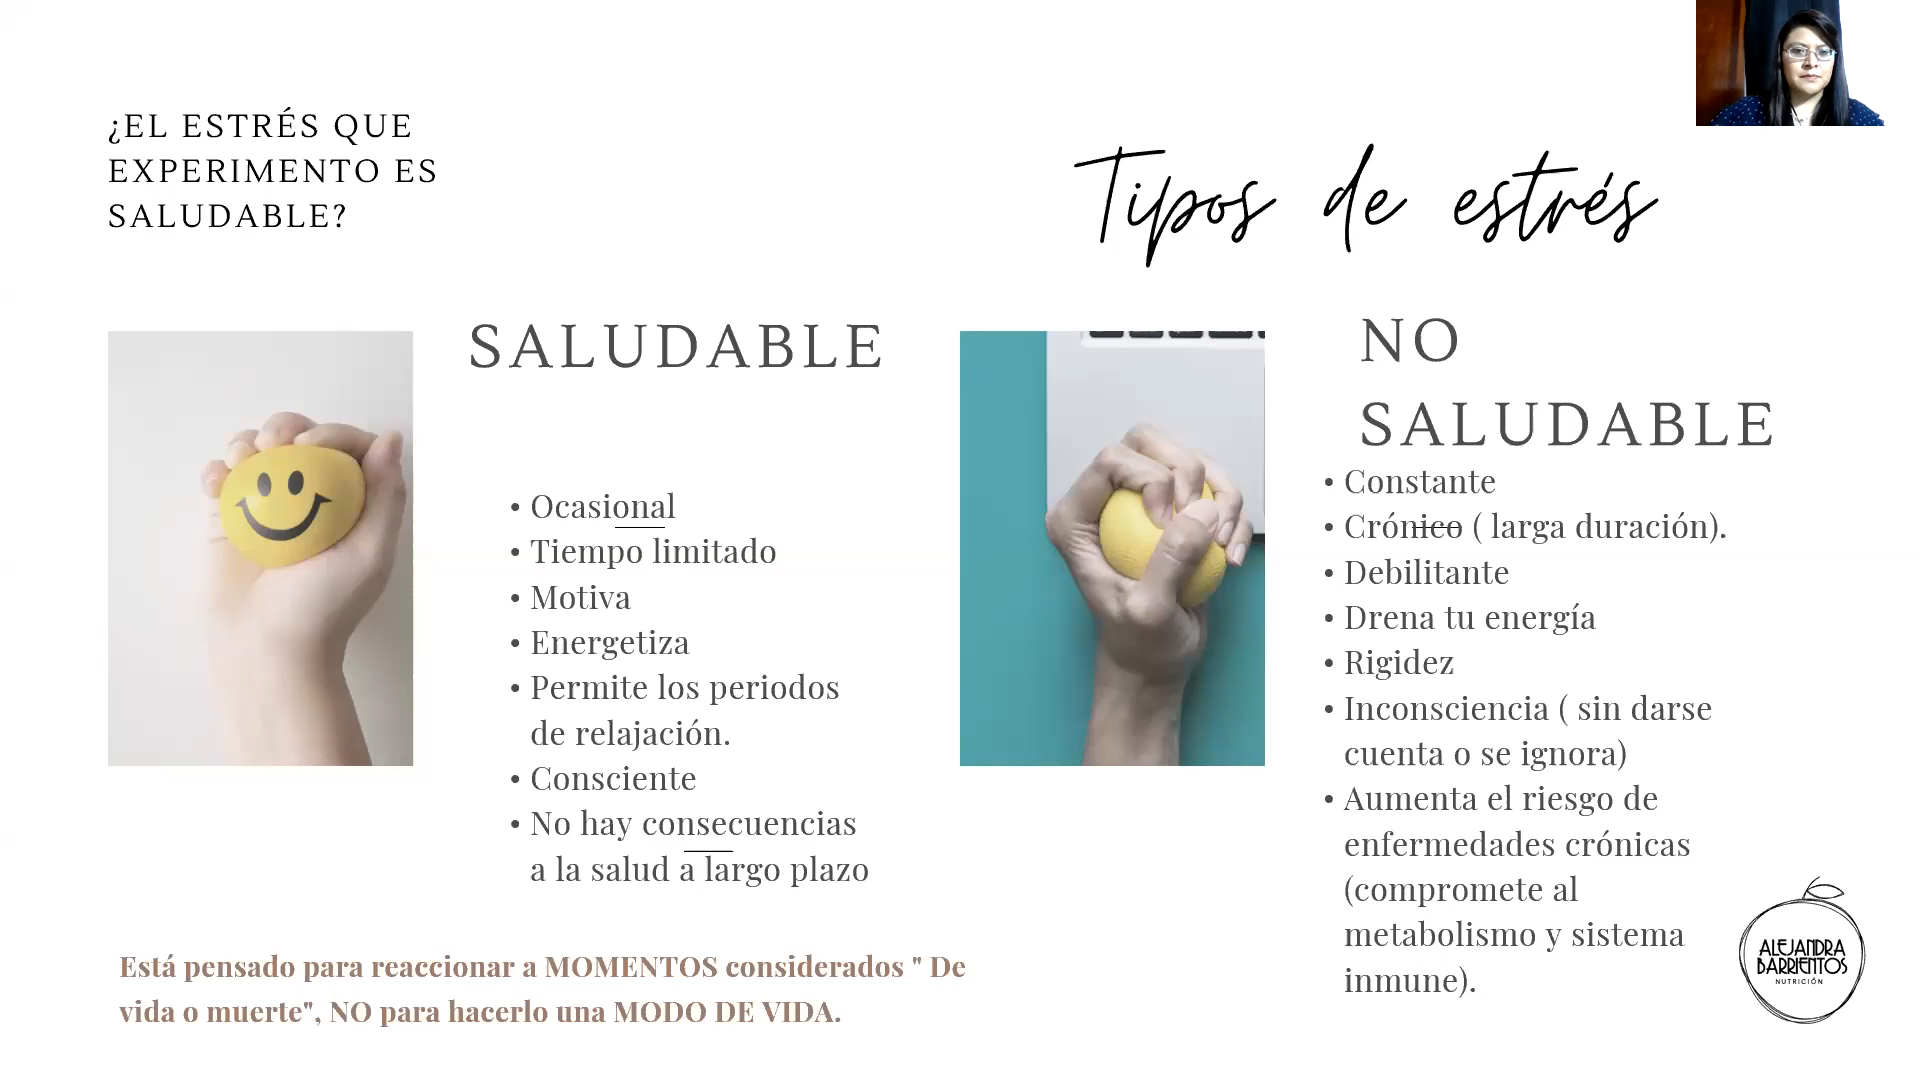 ¿EL ESTRÉS QUE
EXPERIMENTO ES
SALUDABLE?
Tipos de estrés
SALUDABLE
• Ocasional
• Tiempo limitado
• Motiva
• Energetiza
• Permite los periodos
de relajación.
• Consciente
• No hay consecuencias
a la salud a largo plazo
NO
SALUDABLE
• Constante
• Crónico ( larga duración).
• Debilitante
• Drena tu energía
• Rigidez
• Inconsciencia ( sin darse
cuenta o se ignora)
• Aumenta el riesgo de
enfermedades crónicas
(compromete al
metabolismo y sistema
inmune).
Está pensado para reaccionar a MOMENTOS considerados " De
vida o muerte", NO para hacerlo una MODO DE VIDA.
ALEJANDRA
BARRIENTOS
NUTRICIÓN